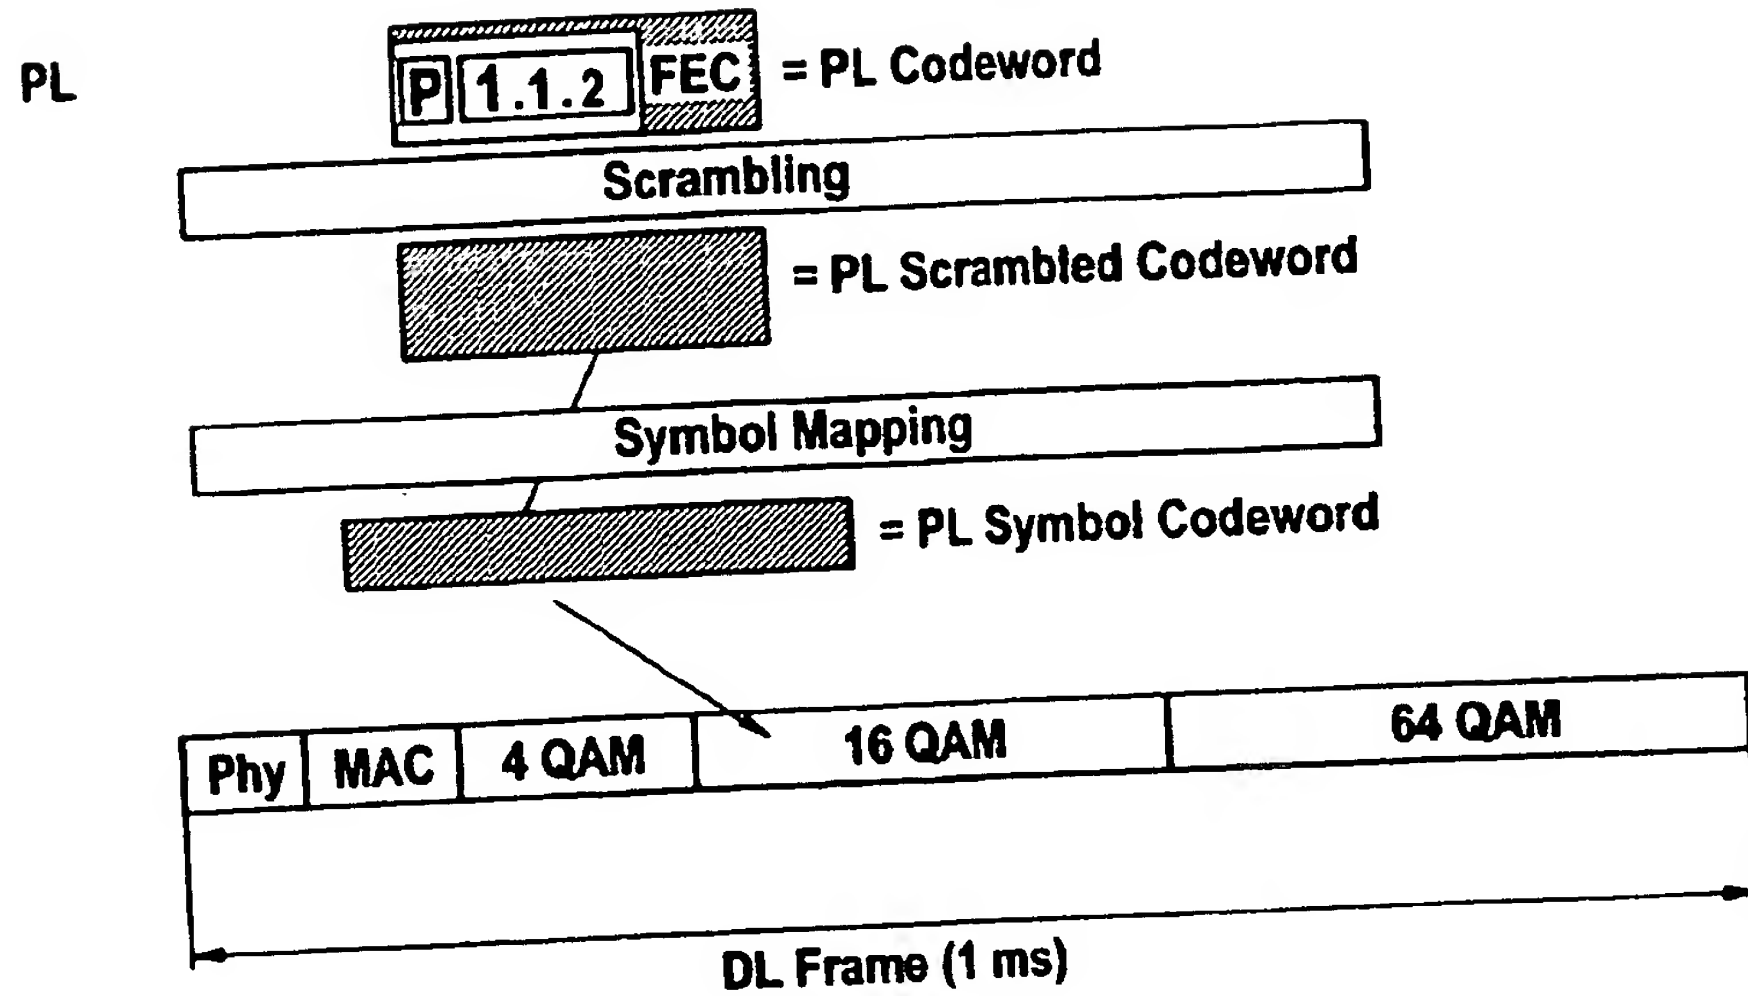 PL P 1.1.2 FEC = PL Codeword
Scrambling
= PL Scrambled Codeword
Symbol Mapping
= PL Symbol Codeword
Phy MAC 4 QAM 16 QAM 64 QAM
DL Frame (1 ms)